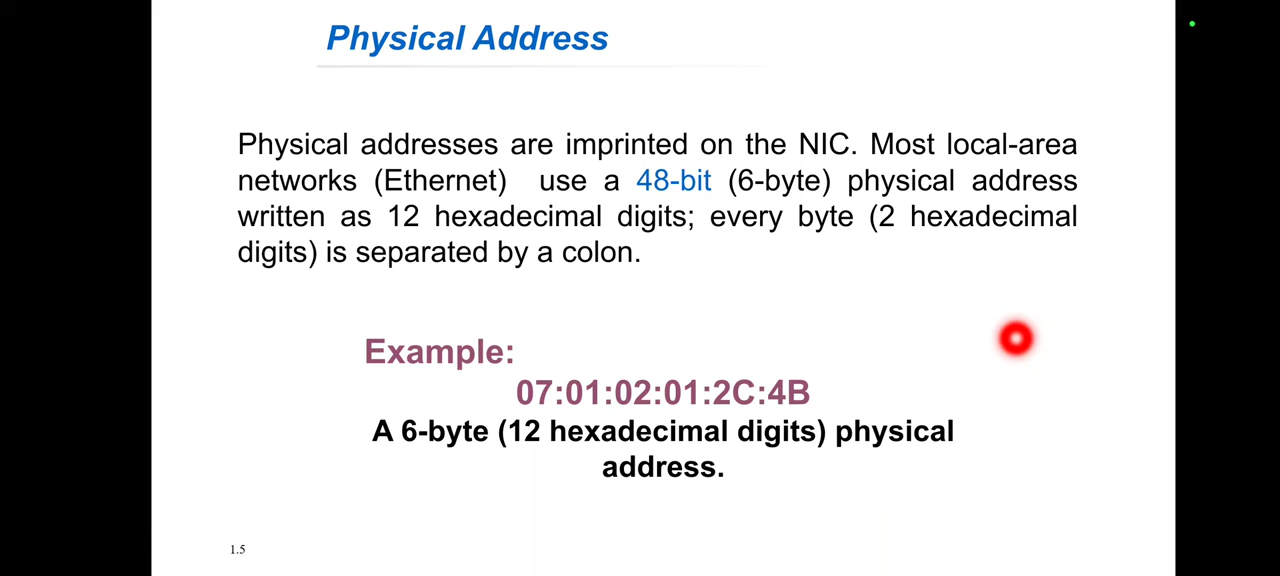 Physical Address
Physical addresses are imprinted on the NIC. Most local-area
networks (Ethernet) use a 48-bit (6-byte) physical address
written as 12 hexadecimal digits; every byte (2 hexadecimal
digits) is separated by a colon.
Example:
07:01:02:01:2C:4B
A 6-byte (12 hexadecimal digits) physical
address.
1.5